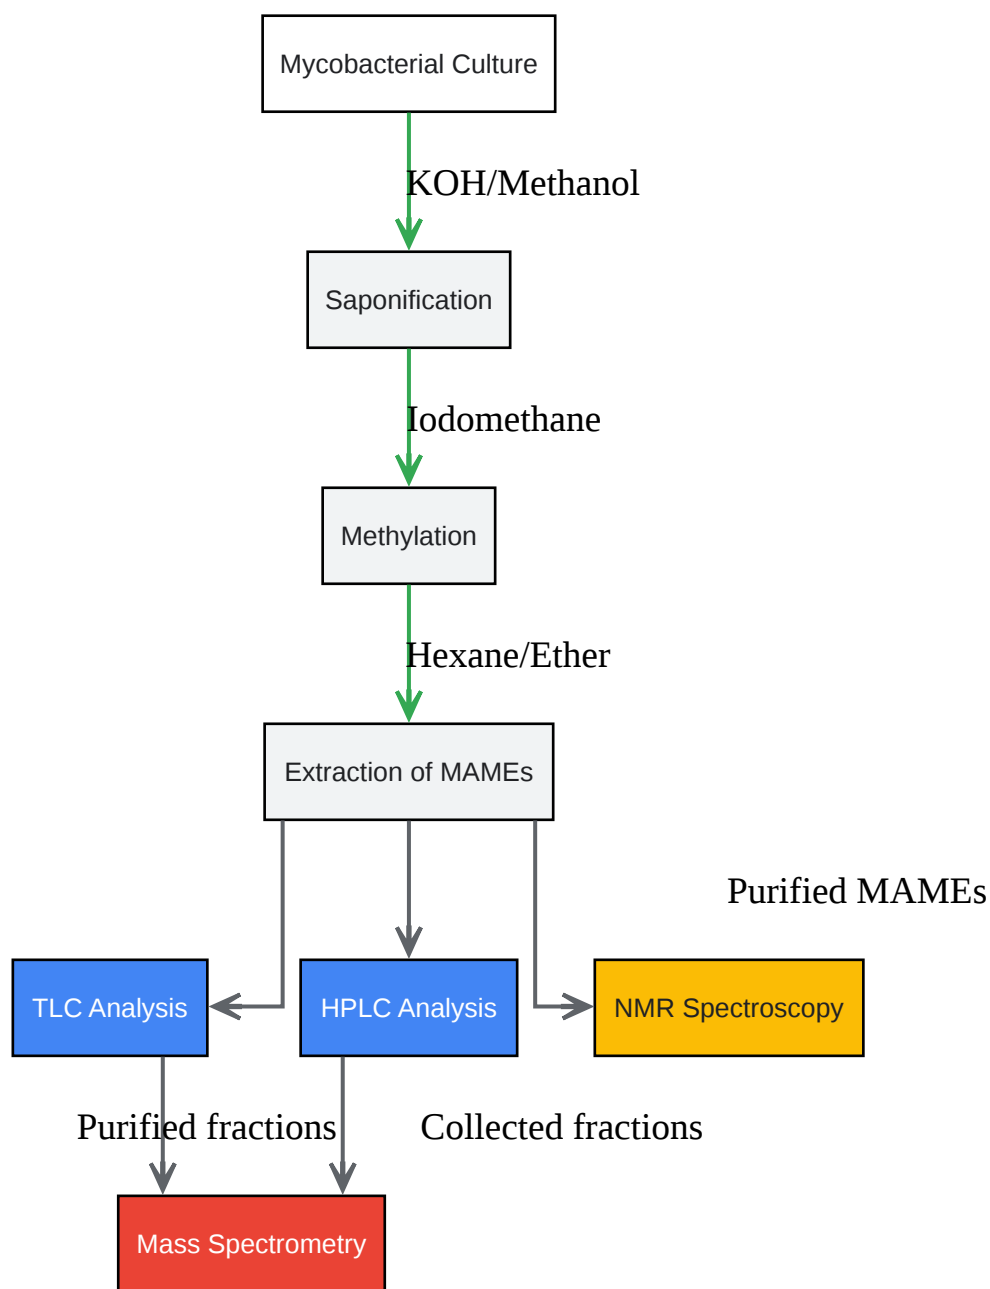 Mycobacterial Culture
KOH/Methanol
Saponification
Iodomethane
Methylation
Hexane/Ether
Extraction of MAMEs
Purified MAMEs
TLC Analysis
HPLC Analysis
NMR Spectroscopy
Purified fractions
Collected fractions
Mass Spectrometry